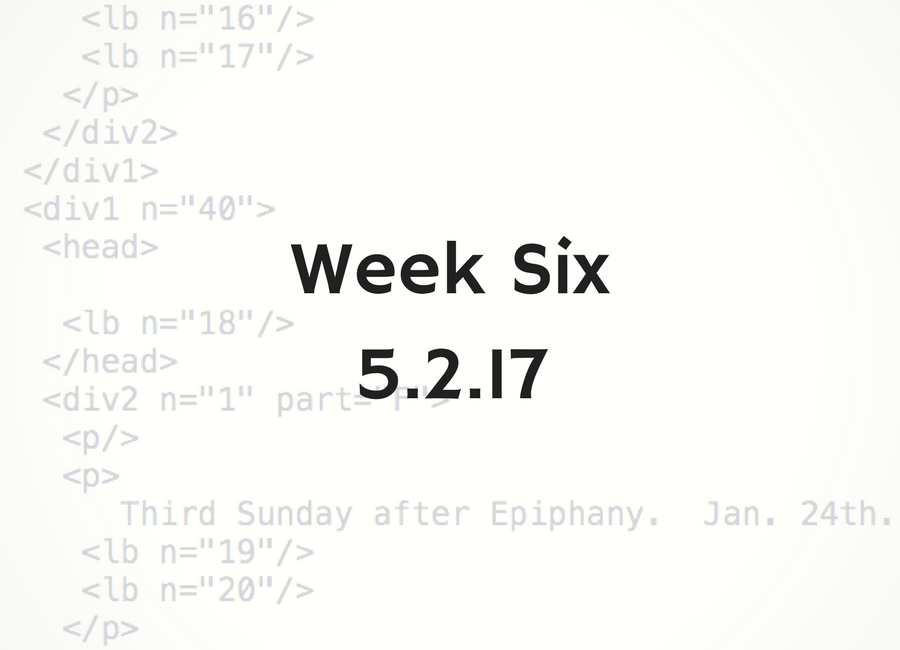 <lb n="16"/>
<lb n="17"/>
</p>
</div2>
</div1>
<div1 n="40">
<head>
Week Six
<lb n="18"/>
</head>
5.2.17
<div2 n="1" part="F">
<p/>
<p>
Third Sunday after Epiphany. Jan. 24th.
<lb n="19"/>
<lb n="20"/>
</p>